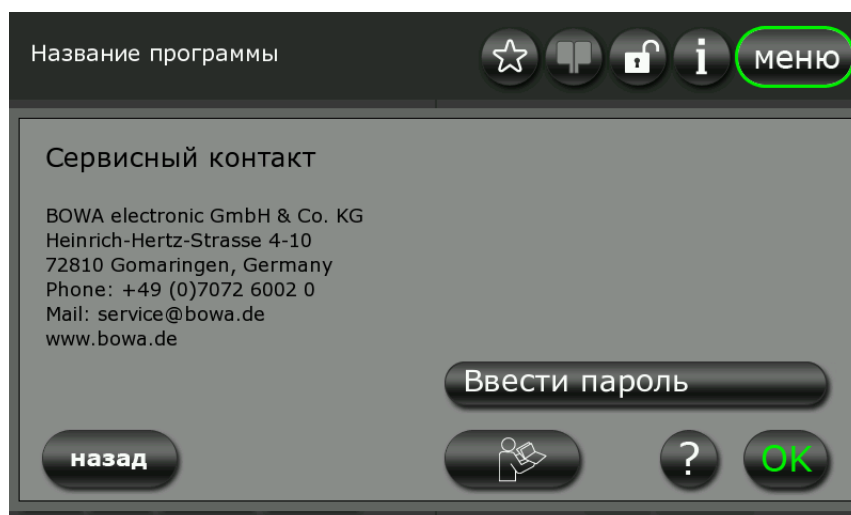 Название программы
i
меню
Сервисный контакт
BOWA electronic GmbH & Co. KG
Heinrich-Hertz-Strasse 4-10
72810 Gomaringen, Germany
Phone: +49 (0)7072 6002 0
Mail: service@bowa.de
www.bowa.de
Ввести пароль
назад
?
OK